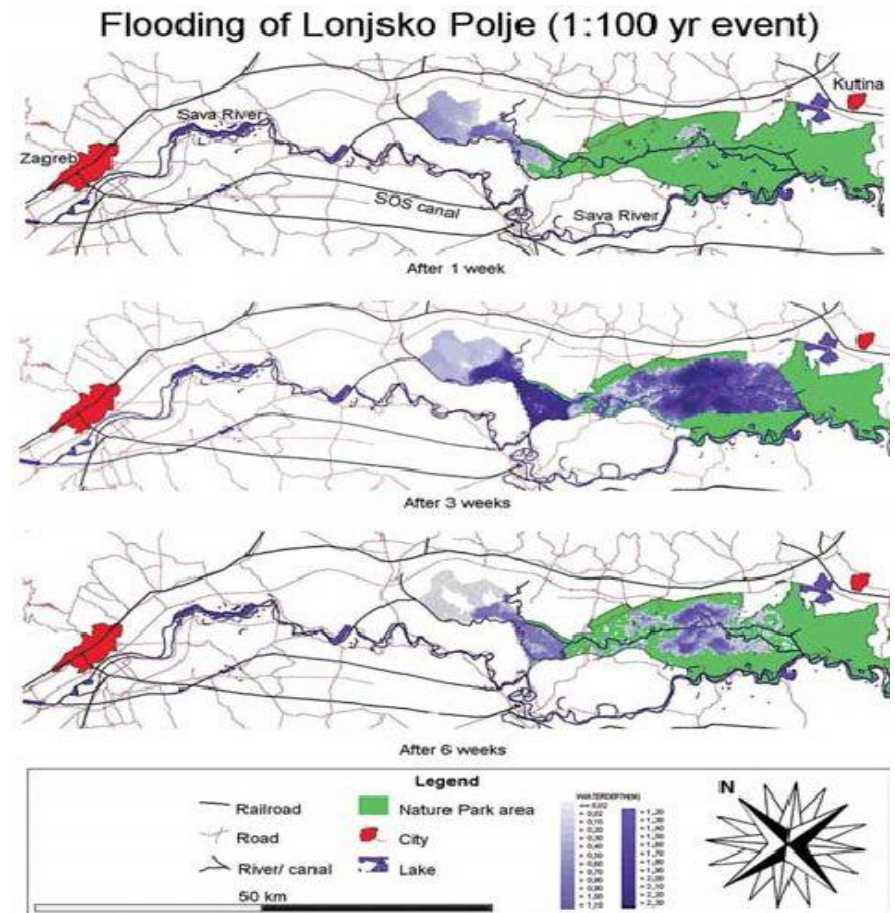 Flooding of Lonjsko Polje (1:100 yr event)
Kutina
Sava River
Zagreb
SOS canal
Sava River
After 1 week
After 3 weeks
After 6 weeks
Legend
Railroad
Nature Park area
Road
City
River/ canal
Lake
50 km
WATERDEPTH(M)
N